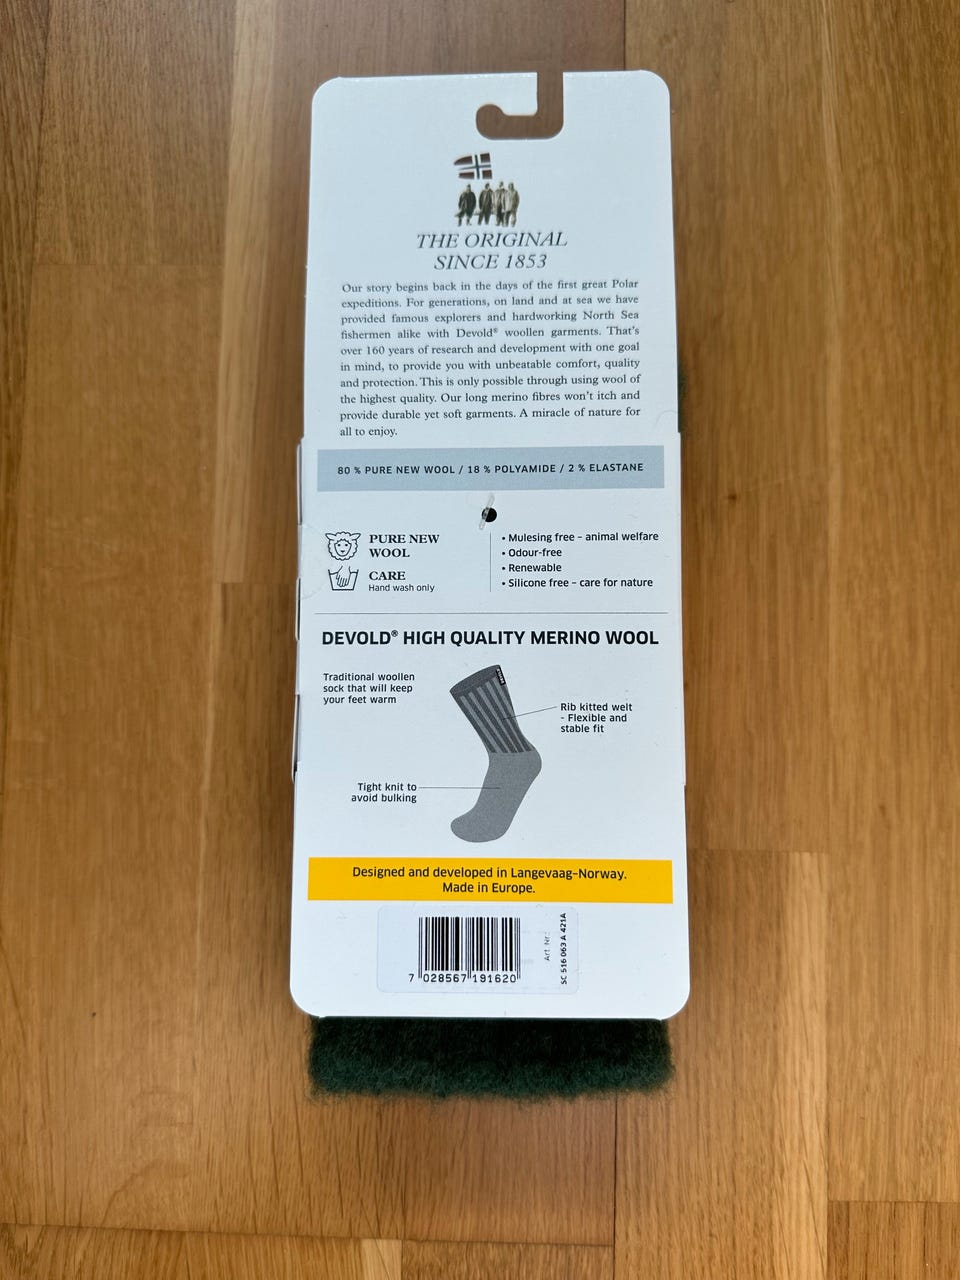 THE ORIGINAL
SINCE 1853
Our story begins back in the days of the first great Polar
expeditions. For generations, on land and at sea we have
provided famous explorers and hardworking North Sea
fishermen alike with Devold® woollen garments. That's
over 160 years of research and development with one goal
in mind, to provide you with unbeatable comfort, quality
and protection. This is only possible through using wool of
the highest quality. Our long merino fibres won't itch and
provide durable yet soft garments. A miracle of nature for
all to enjoy.
80 % PURE NEW WOOL / 18 % POLYAMIDE / 2 % ELASTANE
PURE NEW
WOOL
CARE
Hand wash only
• Mulesing free – animal welfare
• Odour-free
• Renewable
• Silicone free – care for nature
DEVOLD® HIGH QUALITY MERINO WOOL
Traditional woollen
sock that will keep
your feet warm
Rib kitted welt
- Flexible and
stable fit
Tight knit to
avoid bulking
Designed and developed in Langevaag–Norway.
Made in Europe.
7 028567 191620
Art Nr:
SC 516 063 A 421A